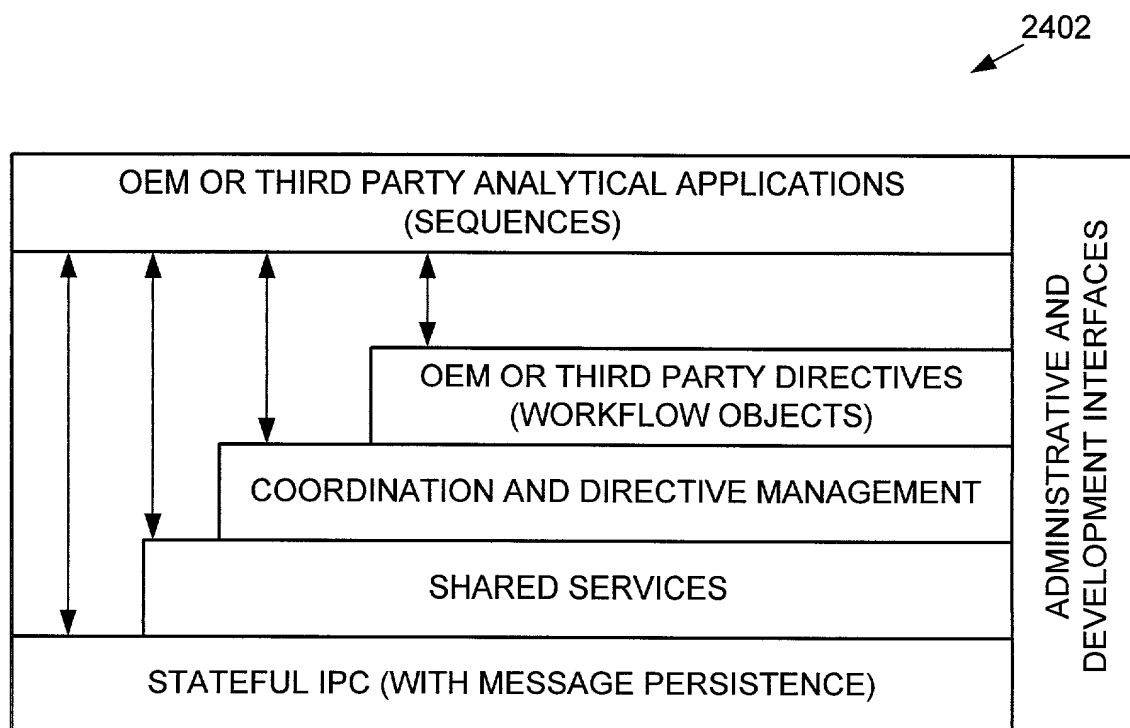 2402
OEM OR THIRD PARTY ANALYTICAL APPLICATIONS
(SEQUENCES)
OEM OR THIRD PARTY DIRECTIVES
(WORKFLOW OBJECTS)
COORDINATION AND DIRECTIVE MANAGEMENT
SHARED SERVICES
STATEFUL IPC (WITH MESSAGE PERSISTENCE)
ADMINISTRATIVE AND
DEVELOPMENT INTERFACES